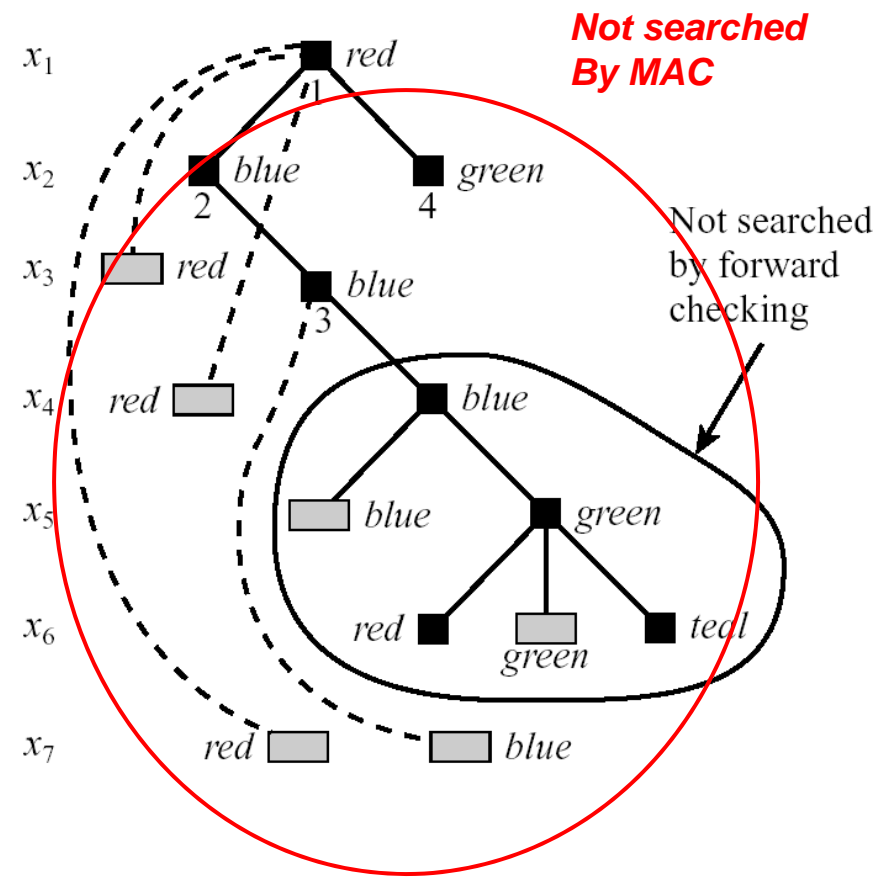 Not searched
By MAC
x1 red
1
x2 blue green
2 4
Not searched
by forward
checking
x3 red blue
3
x4 red blue
x5 blue green
x6 red green teal
x7 red blue